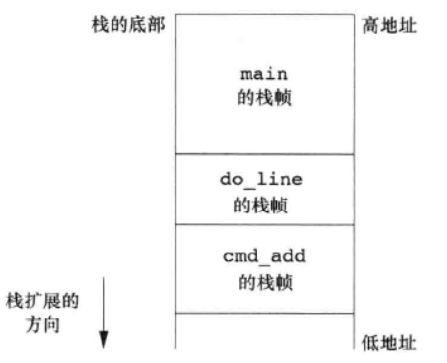 栈的底部
高地址
main
的栈帧
do_line
的栈帧
cmd_add
的栈帧
栈扩展的
方向
低地址